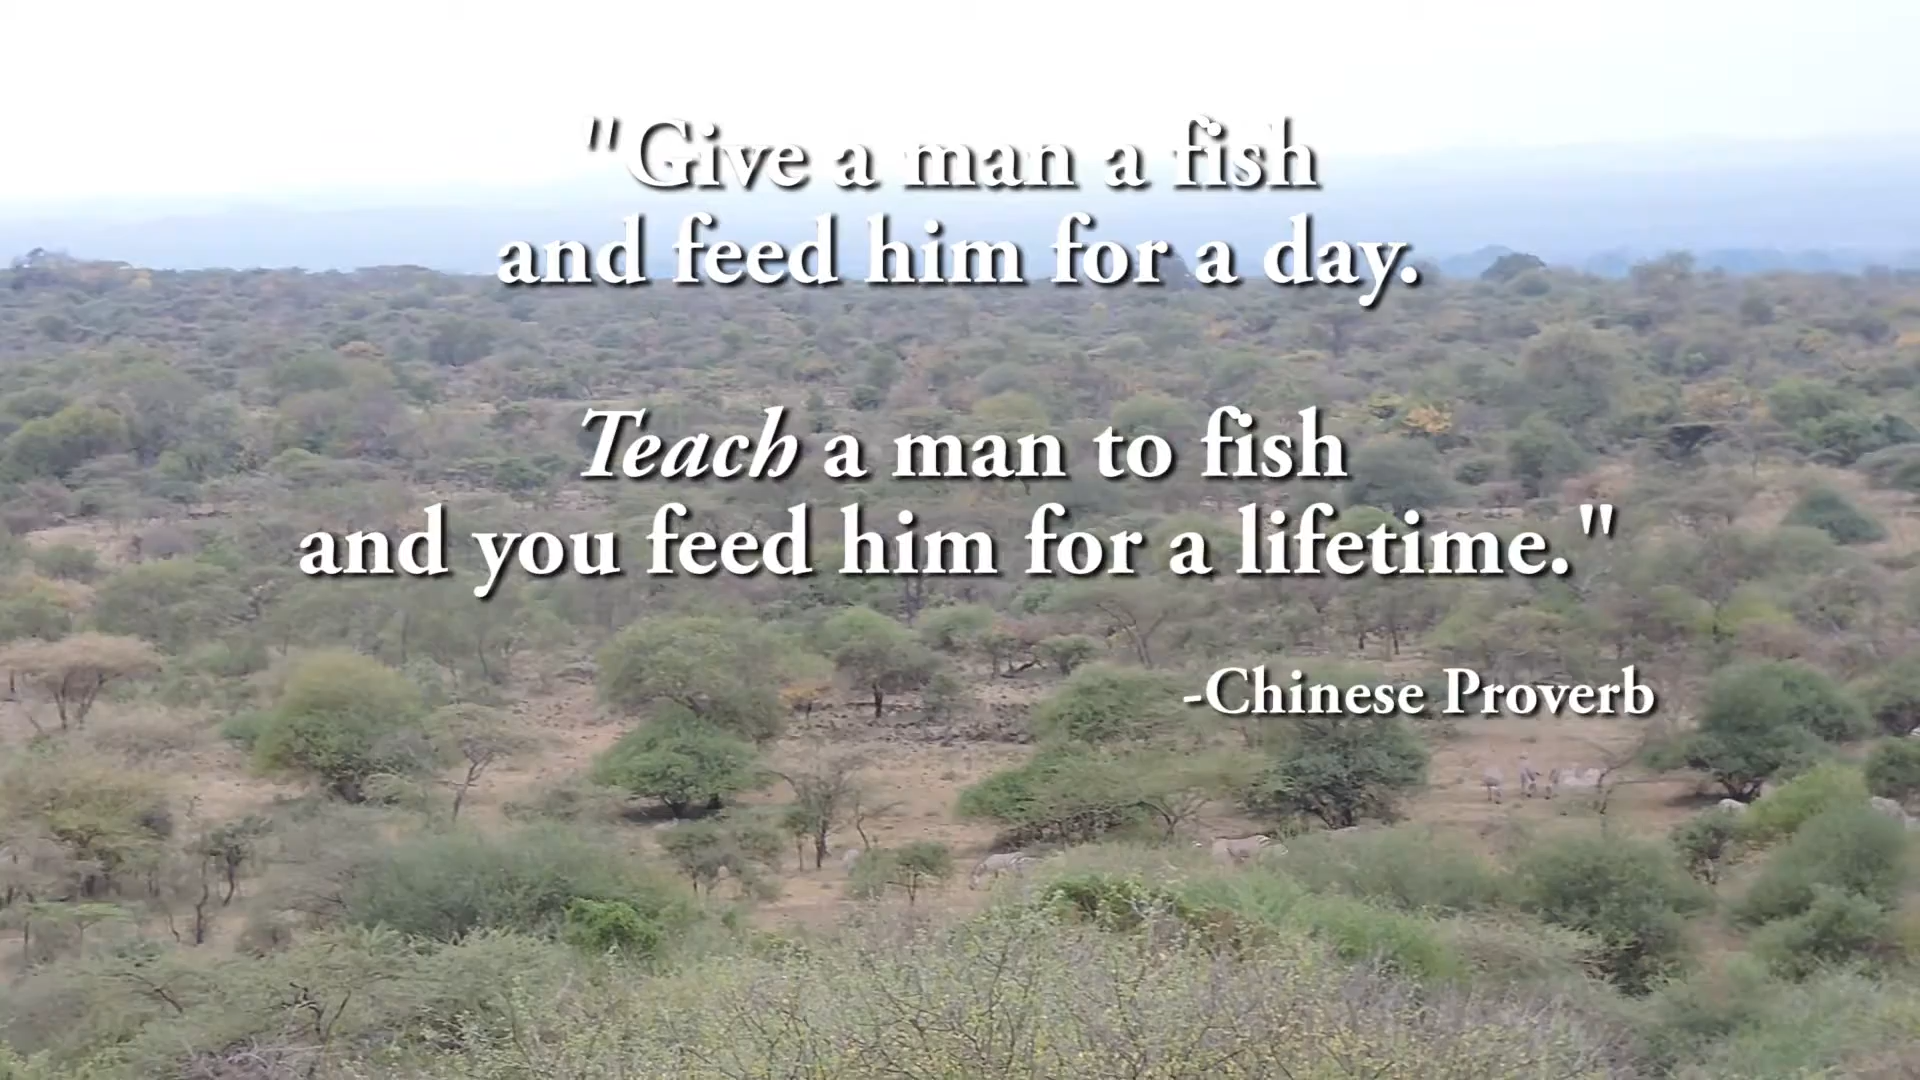 "Give a man a fish
and feed him for a day.
Teach a man to fish
and you feed him for a lifetime."
-Chinese Proverb